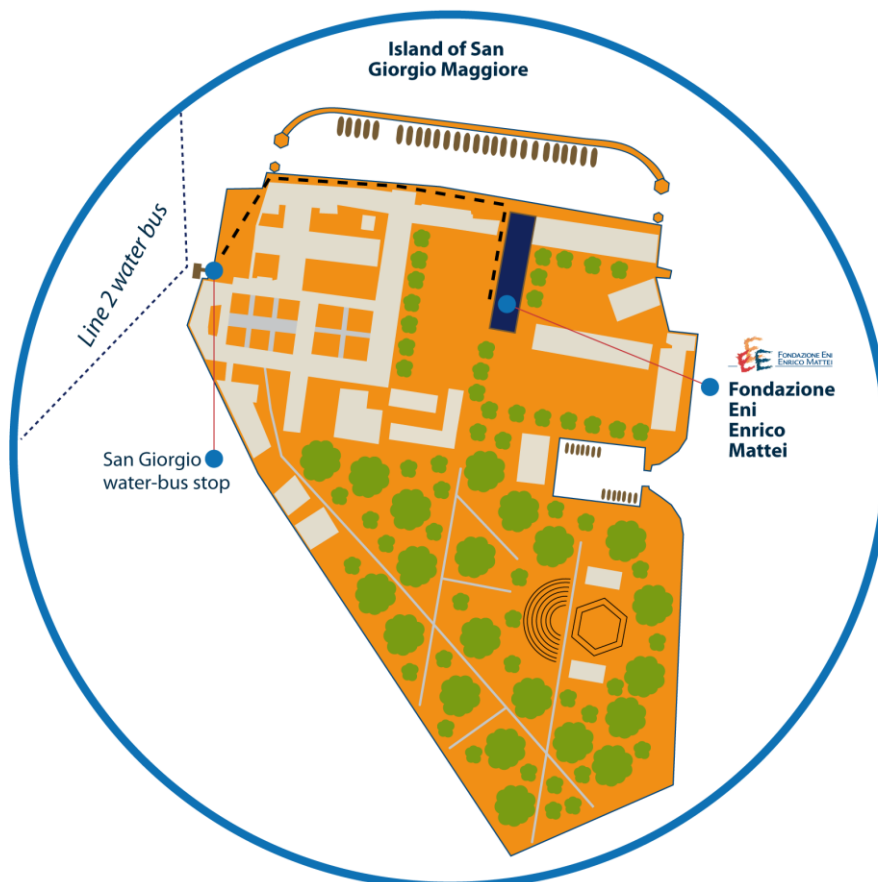 Island of San
Giorgio Maggiore
Line 2 water bus
FONDAZIONE ENI
ENRICO MATTEI
Fondazione
Eni
Enrico
Mattei
San Giorgio
water-bus stop